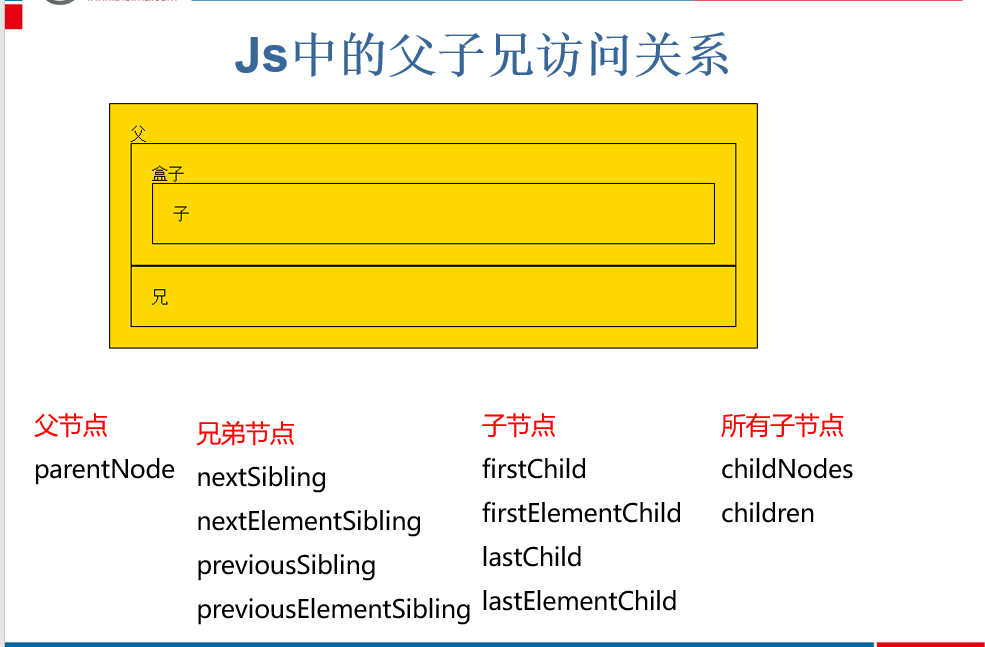 Js中的父子兄访问关系
父
盒子
子
兄
父节点
parentNode
兄弟节点
nextSibling
nextElementSibling
previousSibling
previousElementSibling
子节点
firstChild
firstElementChild
lastChild
lastElementChild
所有子节点
childNodes
children